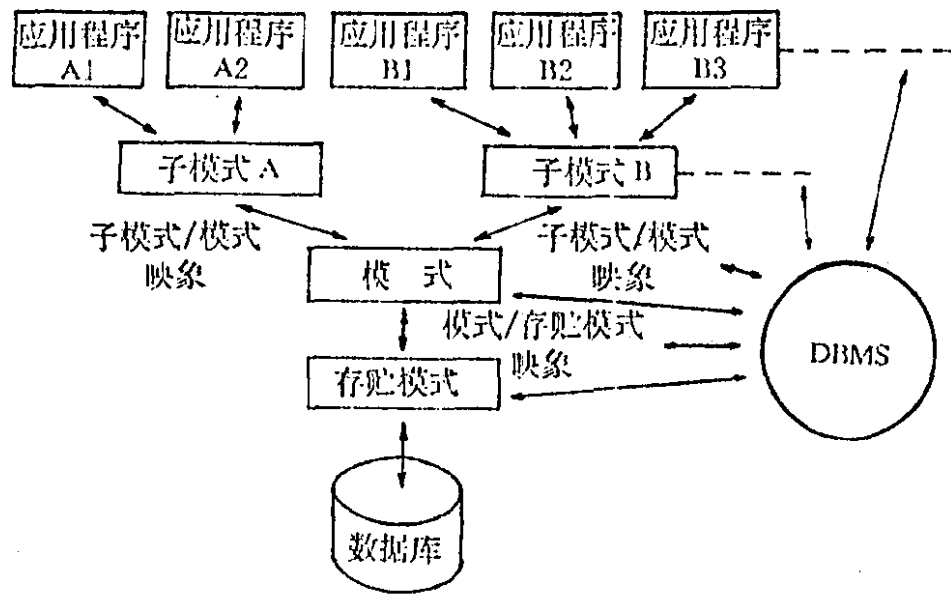 应用程序
A1
应用程序
A2
应用程序
B1
应用程序
B2
应用程序
B3
子模式 A
子模式 B
子模式/模式
映象
子模式/模式
映象
模 式
模式/存贮模式
映象
DBMS
存贮模式
数据库